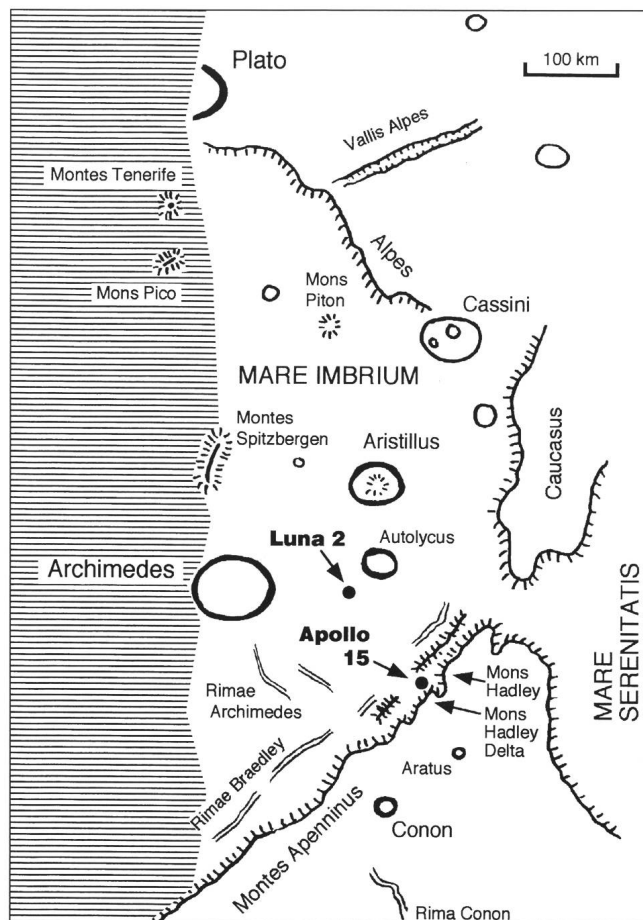 Plato
100 km
Vallis Alpes
Montes Tenerife
Alpes
Mons Pico
Mons
Piton
Cassini
MARE IMBRIUM
Montes
Spitzbergen
Aristillus
Caucasus
Luna 2
Autolycus
Archimedes
Apollo
15
MARE
SERENITATIS
Rimae
Archimedes
Mons
Hadley
Mons
Hadley
Delta
Rimae Braedley
Aratus
Montes Apenninus
Conon
Rima Conon